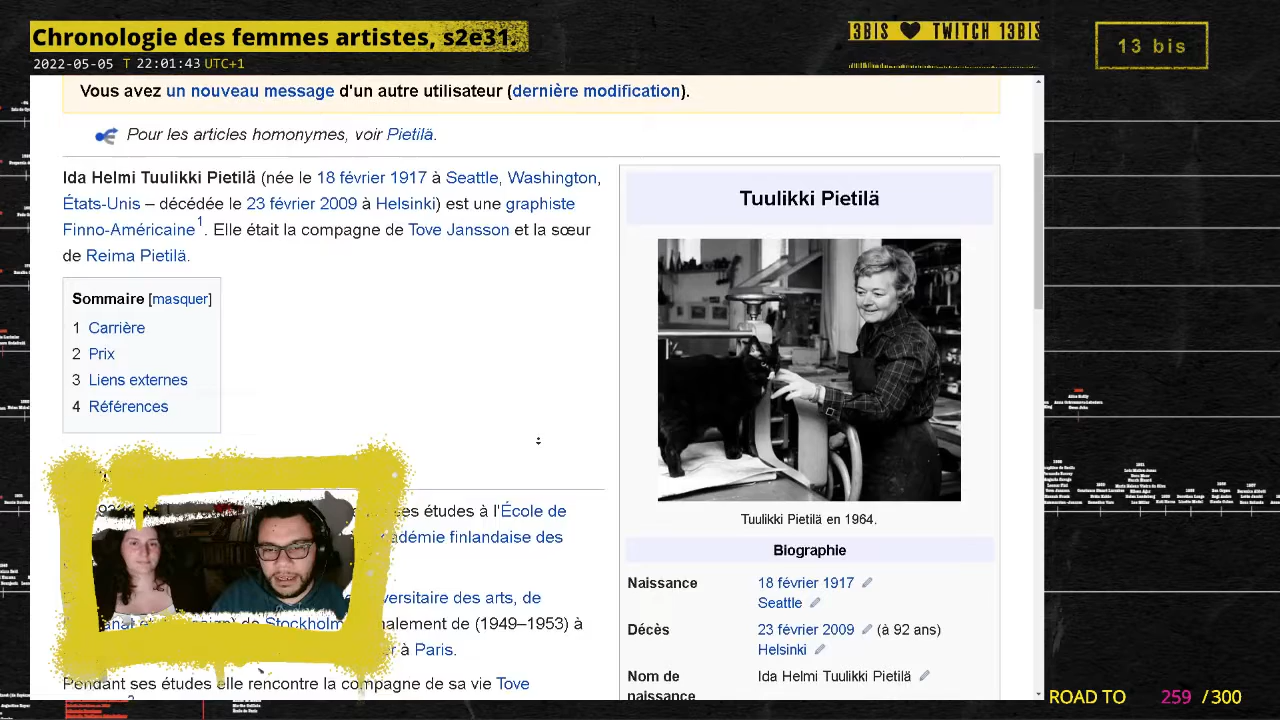 Chronologie des femmes artistes, s2e31.
3BIS ♥ TWITCH 13BIS
13 bis
2022-05-05 T 22:01:43 UTC+1
Vous avez un nouveau message d'un autre utilisateur (dernière modification).
Pour les articles homonymes, voir Pietilä.
Ida Helmi Tuulikki Pietilä (née le 18 février 1917 à Seattle, Washington,
États-Unis – décédée le 23 février 2009 à Helsinki) est une graphiste
Finno-Américaine 1. Elle était la compagne de Tove Jansson et la sœur
de Reima Pietilä.
Sommaire [masquer]
1 Carrière
2 Prix
3 Liens externes
4 Références
ses études à l'École de
adémie finlandaise des
versitaire des arts, de
Stockholm
nalement de (1949–1953) à
à Paris.
Pendant ses études elle rencontre la compagne de sa vie Tove
Tuulikki Pietilä
Tuulikki Pietilä en 1964.
Biographie
Naissance 18 février 1917
Seattle
Décès 23 février 2009 (à 92 ans)
Helsinki
Nom de naissance Ida Helmi Tuulikki Pietilä
ROAD TO 259 / 300